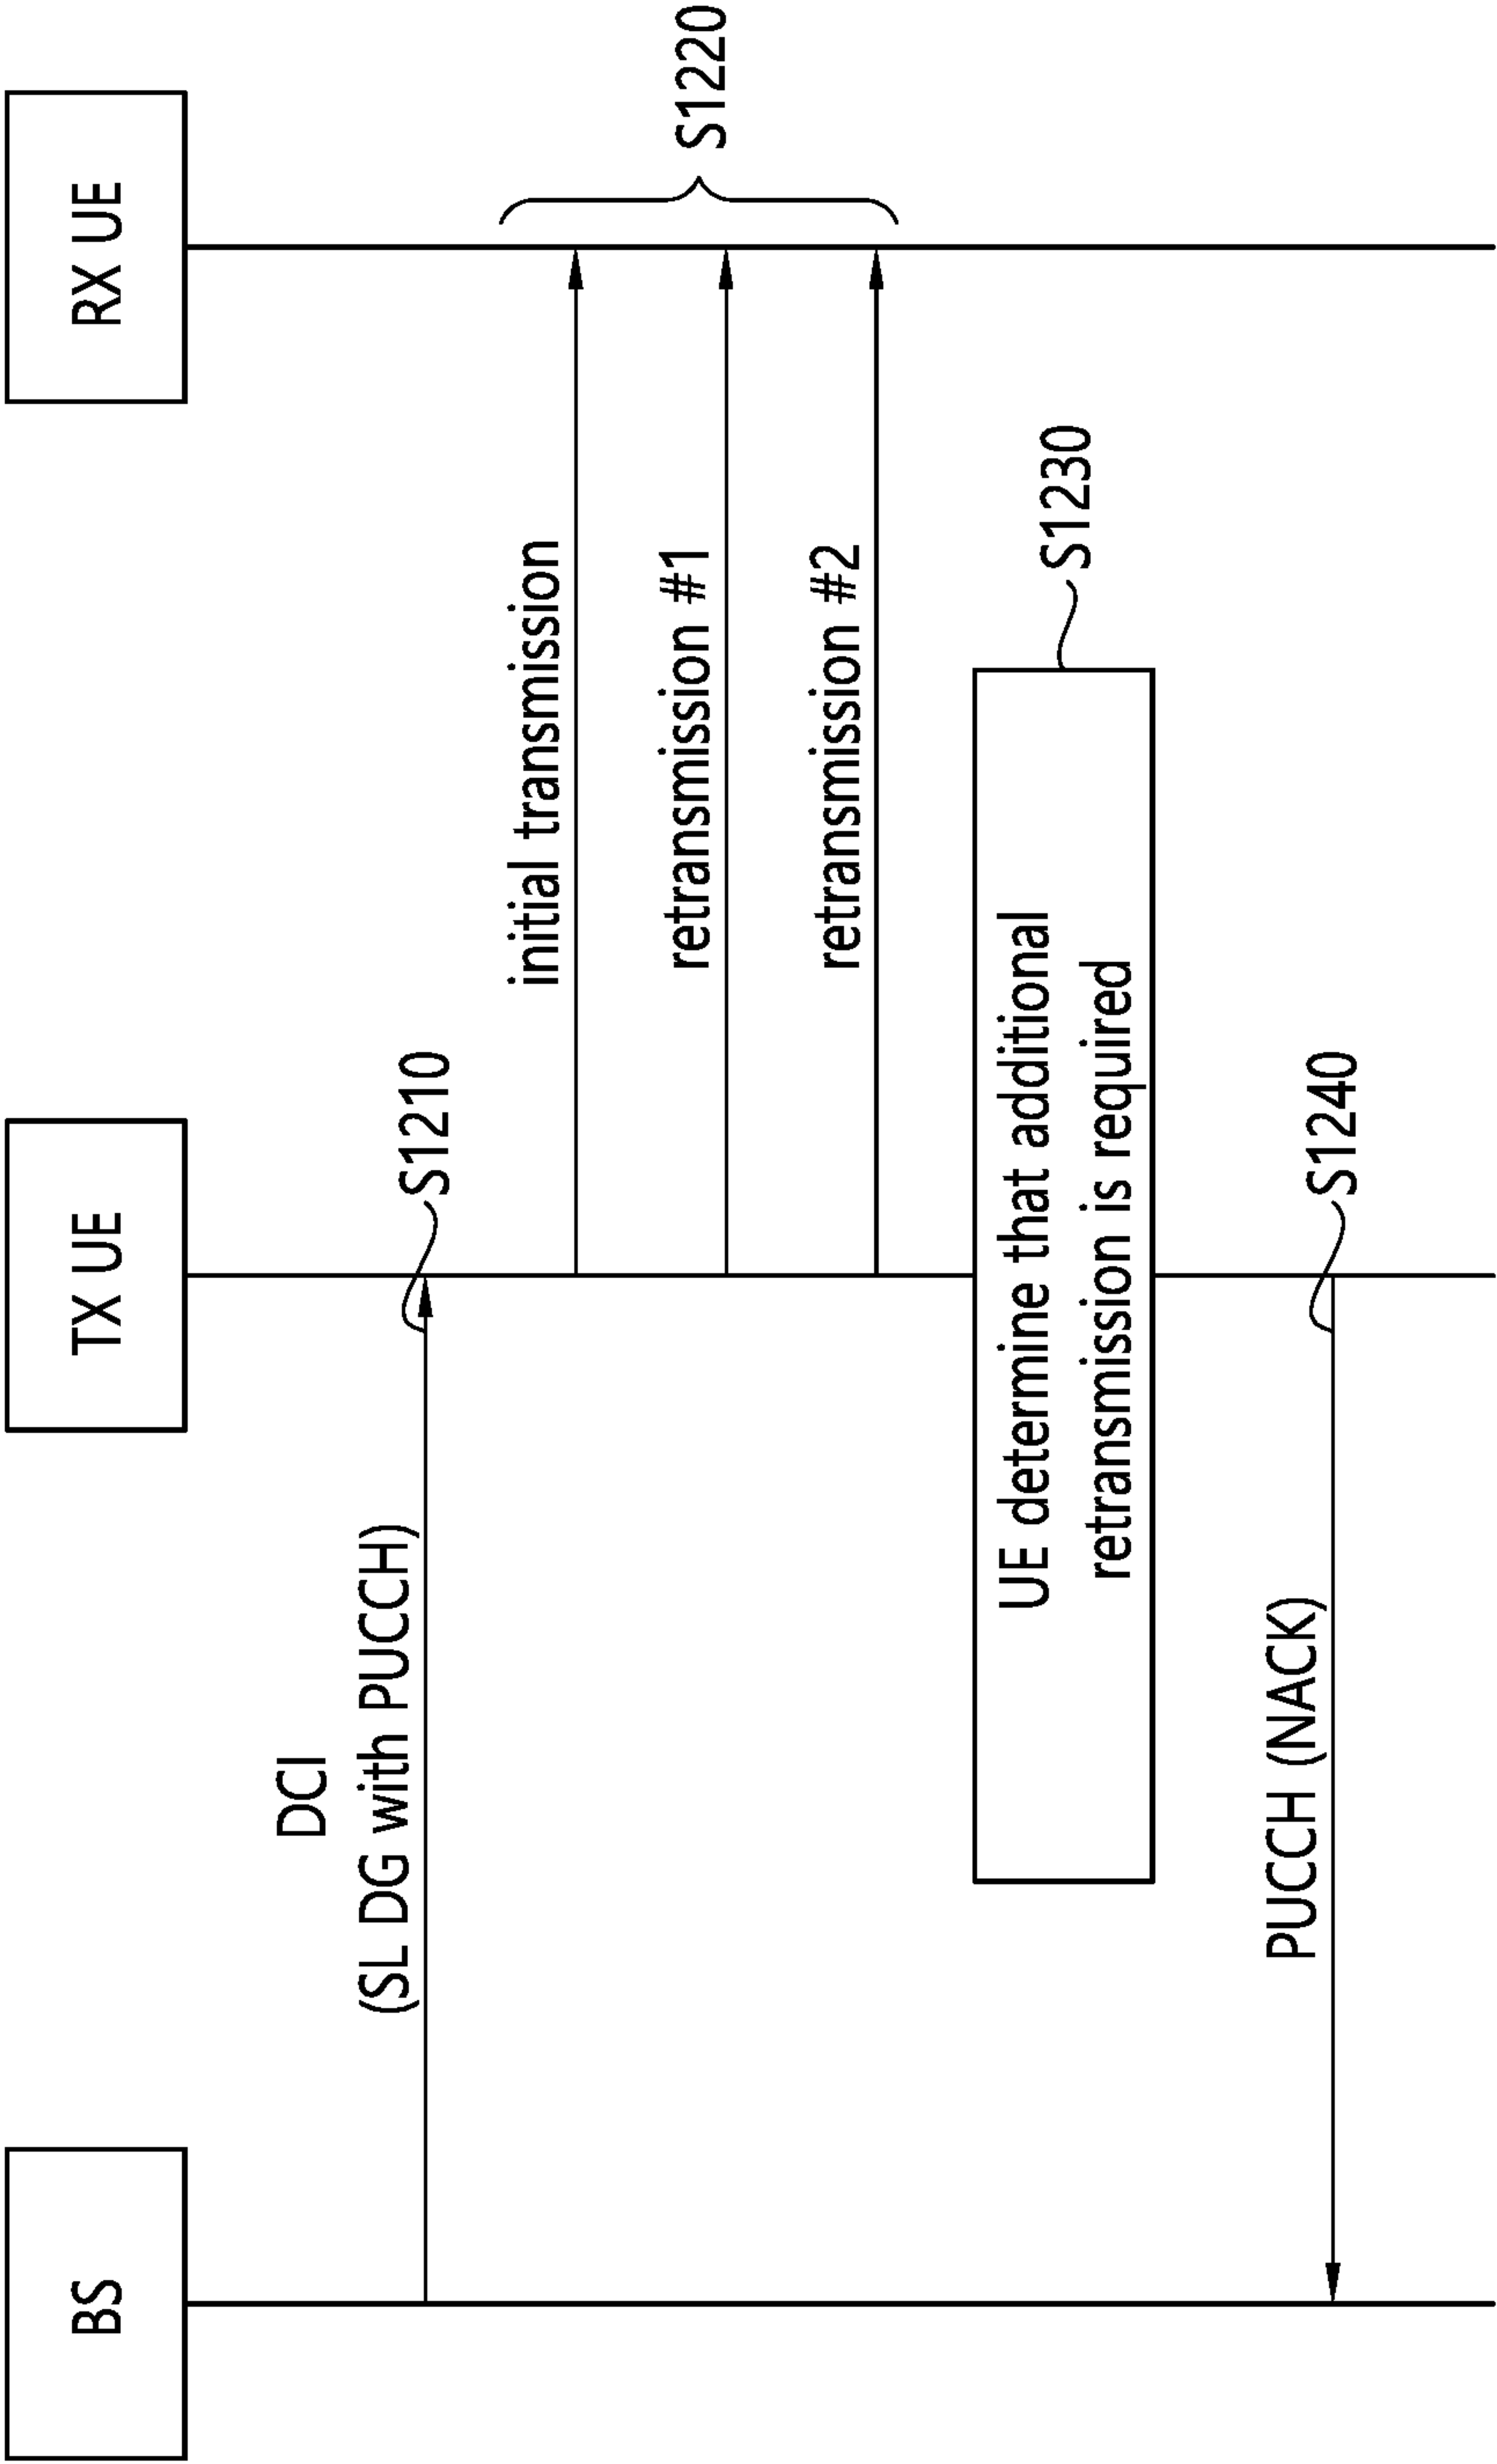 BS
TX UE
RX UE
DCI
(SL DG with PUCCH)
S1210
initial transmission
retransmission #1
retransmission #2
S1220
UE determine that additional
retransmission is required
S1230
PUCCH (NACK)
S1240